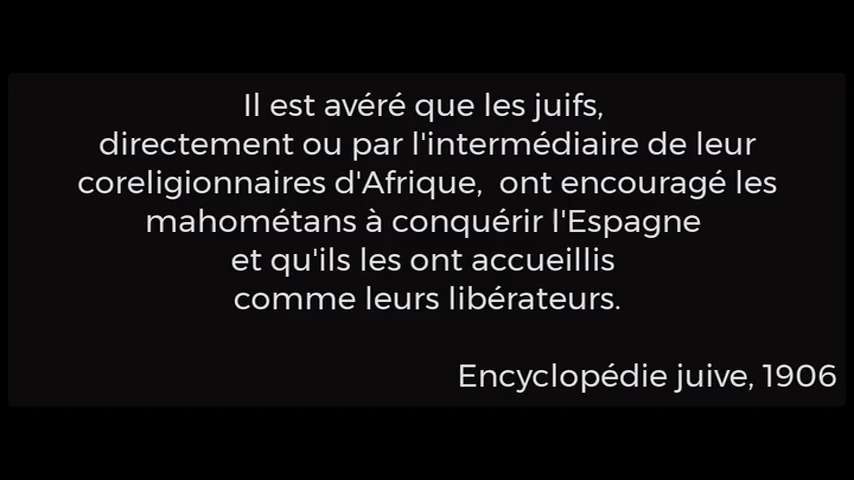 Il est avéré que les juifs,
directement ou par l'intermédiaire de leur
coreligionnaires d'Afrique, ont encouragé les
mahométans à conquérir l'Espagne
et qu'ils les ont accueillis
comme leurs libérateurs.
Encyclopédie juive, 1906